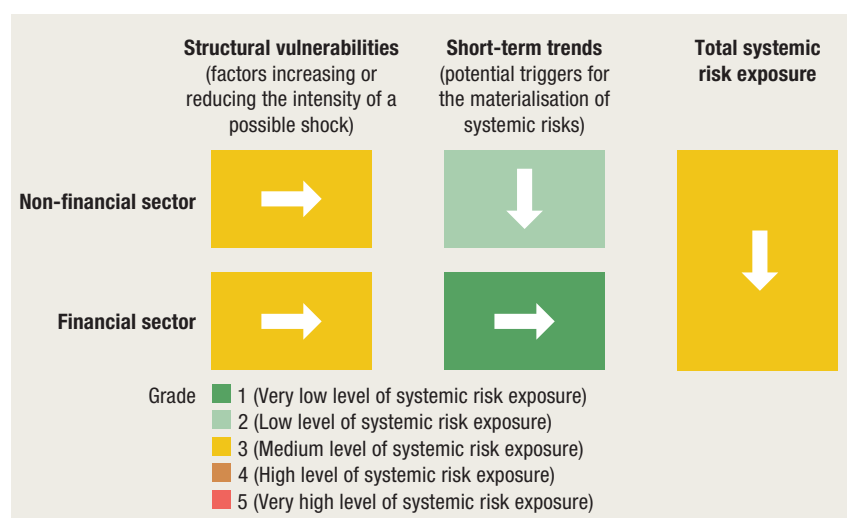 Structural vulnerabilities
(factors increasing or
reducing the intensity of a
possible shock)
Short-term trends
(potential triggers for
the materialisation of
systemic risks)
Total systemic
risk exposure
Non-financial sector
Financial sector
Grade
1 (Very low level of systemic risk exposure)
2 (Low level of systemic risk exposure)
3 (Medium level of systemic risk exposure)
4 (High level of systemic risk exposure)
5 (Very high level of systemic risk exposure)